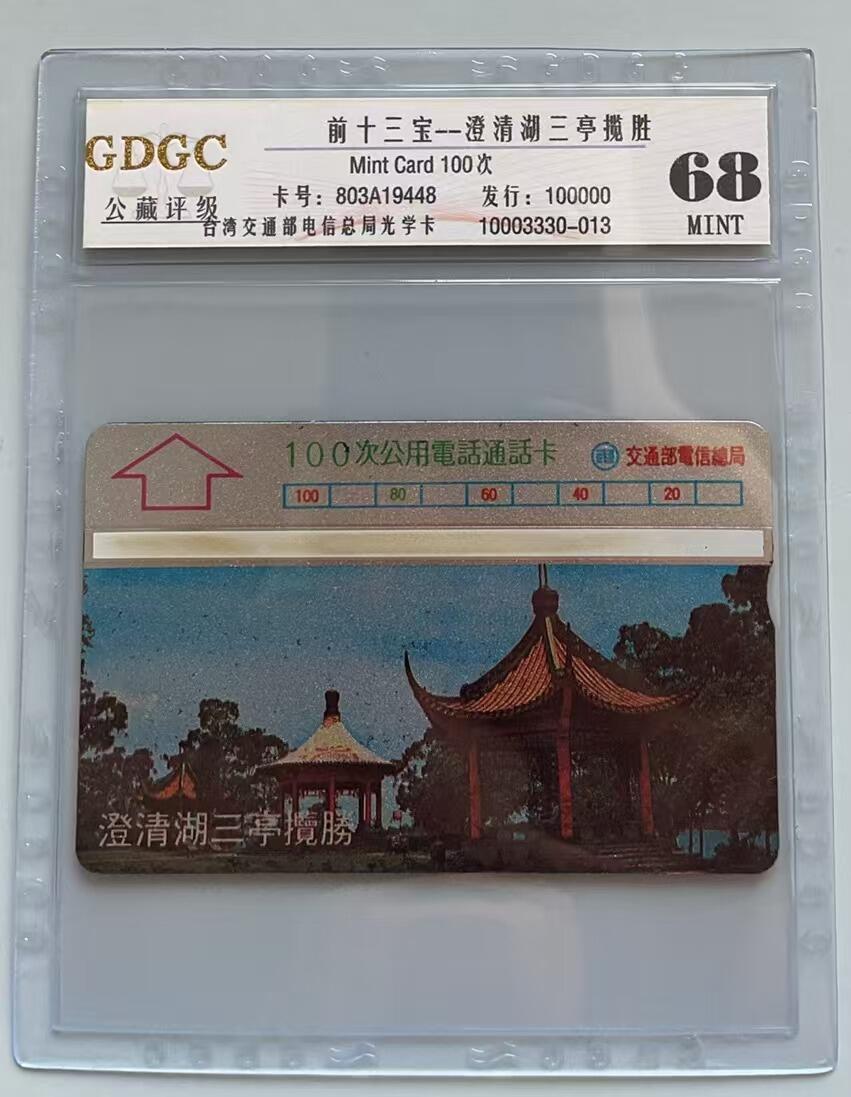 GDGC
公藏评级
前十三宝--澄清湖三亭揽胜
Mint Card 100次
卡号：803A19448 发行：100000
台湾交通部电信总局光学卡 10003330-013
68
MINT
100次公用電話通話卡 交通部電信總局
100 80 60 40 20
澄清湖三亭攬勝